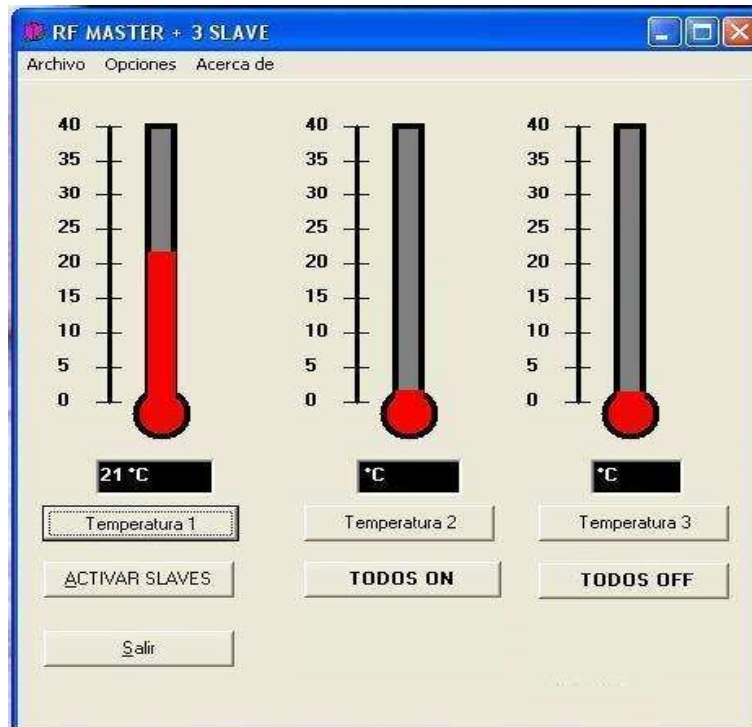 RF MASTER + 3 SLAVE
Archivo Opciones Acerca de
40 40 40
35 35 35
30 30 30
25 25 25
20 20 20
15 15 15
10 10 10
5 5 5
0 0 0
21 °C °C °C
Temperatura 1 Temperatura 2 Temperatura 3
ACTIVAR SLAVES TODOS ON TODOS OFF
Salir